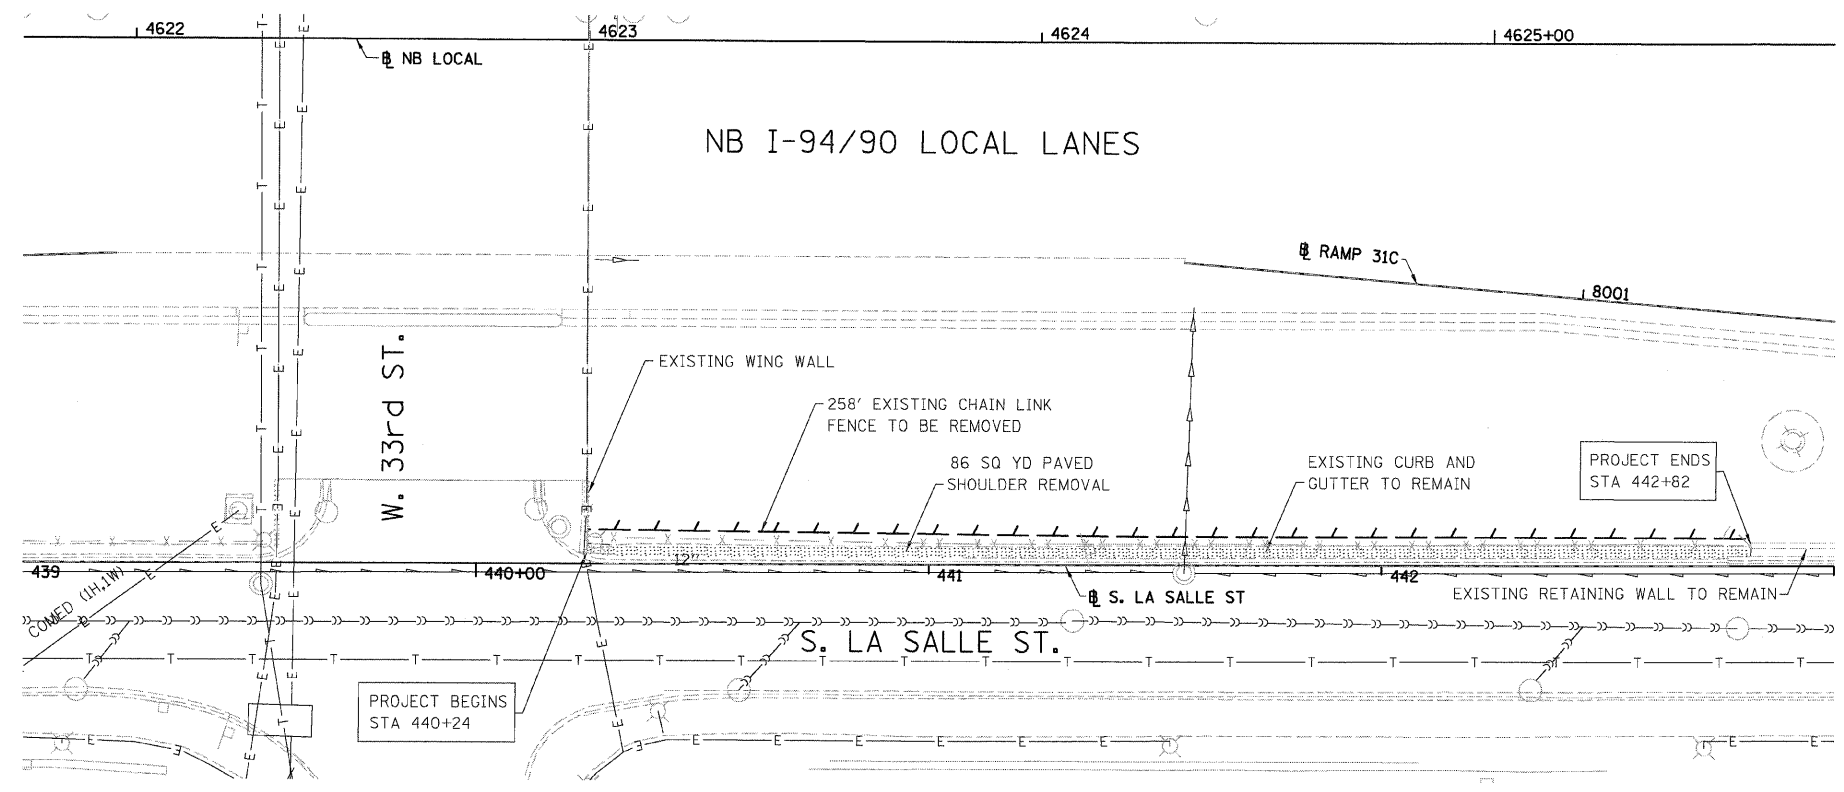 4622
4623
4624
4625+00
℄ NB LOCAL
NB I-94/90 LOCAL LANES
℄ RAMP 31C
8001
W. 33rd ST.
EXISTING WING WALL
258' EXISTING CHAIN LINK
FENCE TO BE REMOVED
86 SQ YD PAVED
SHOULDER REMOVAL
EXISTING CURB AND
GUTTER TO REMAIN
PROJECT ENDS
STA 442+82
12"
439
440+00
441
442
COMED (1H,1W)
℄ S. LA SALLE ST
EXISTING RETAINING WALL TO REMAIN
S. LA SALLE ST.
PROJECT BEGINS
STA 440+24